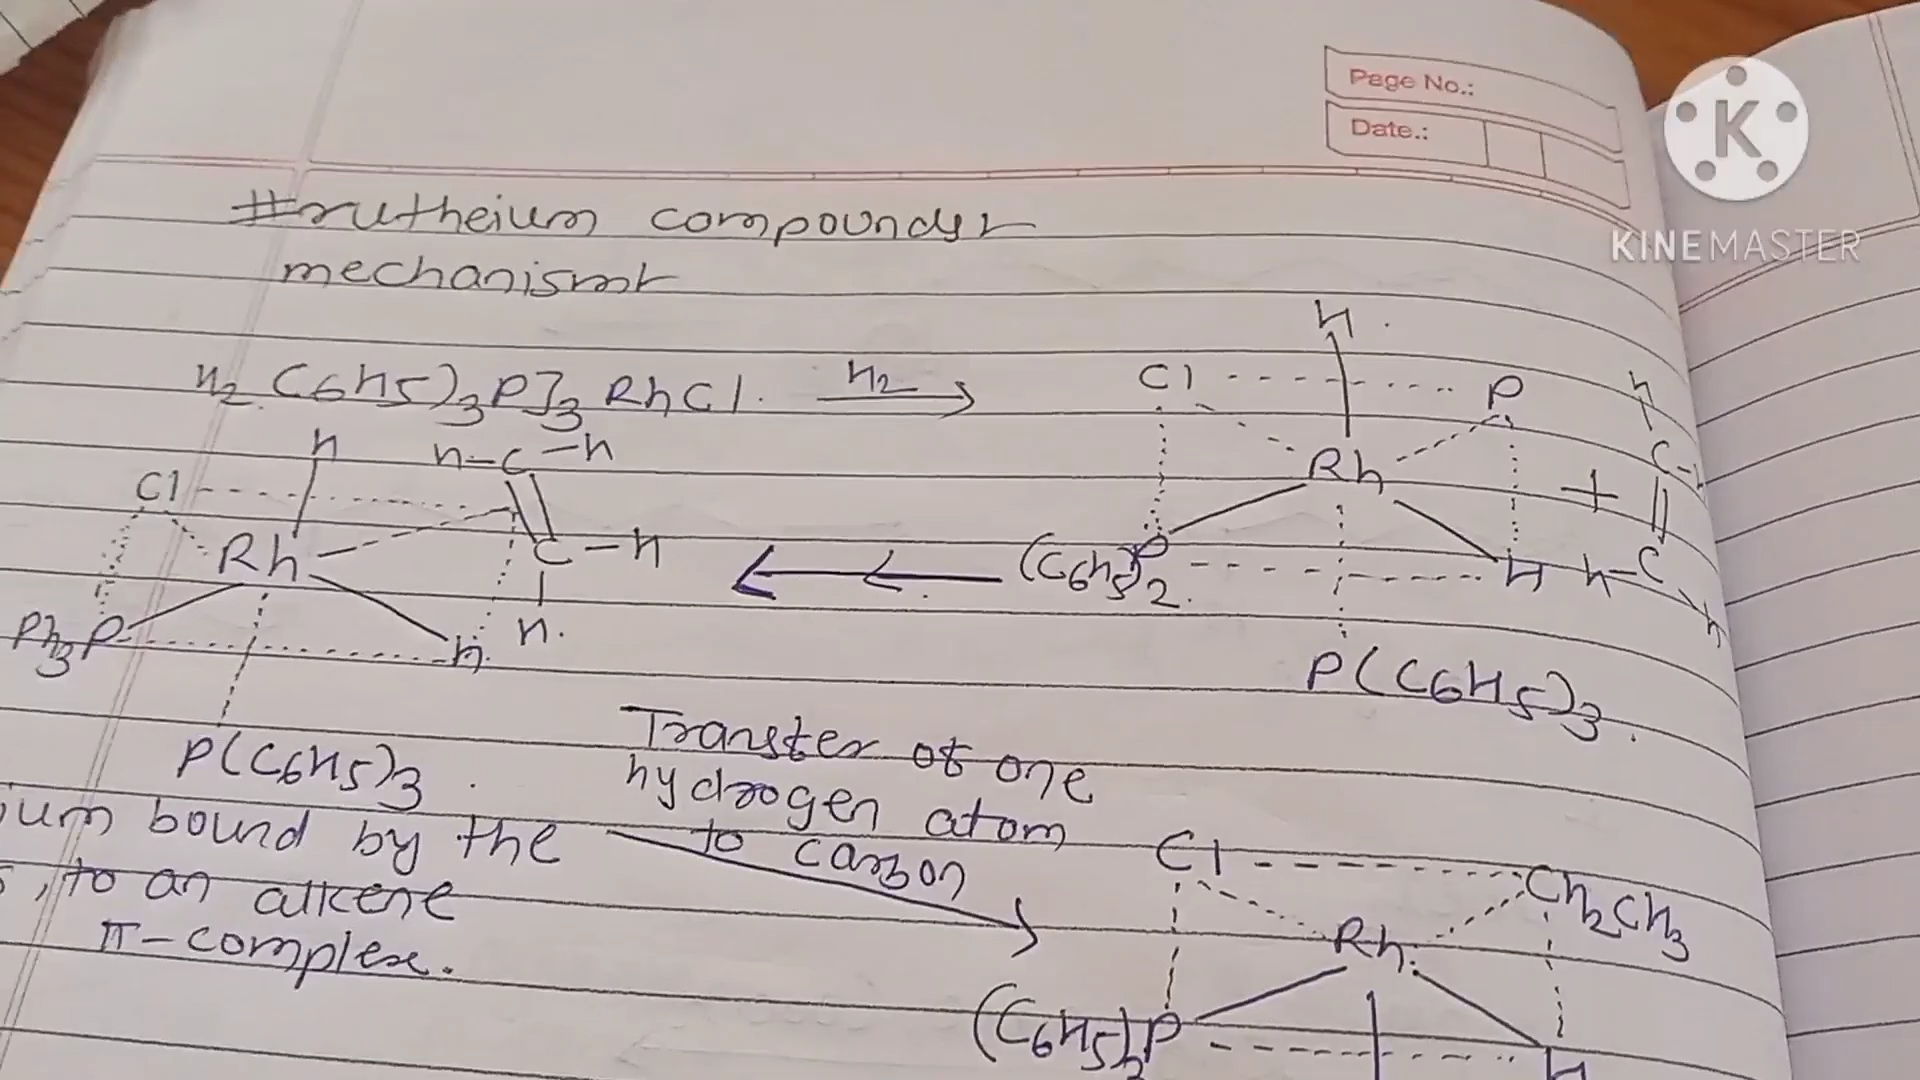 Page No.:
Date.:
K
KINEMASTER
#rutheium compounds
mechanism
H2 C6H5)3P]3 RhCl. H2 →
H
Cl P
Rh
(C6H5)2 P H
P(C6H5)3.
+
H
C-
C
H- H
H H-C-H
Cl
Rh C-H
Ph3P H H.
P(C6H5)3.
Transfer of one
hydrogen atom
to carbon
ium bound by the
s, to an alkene
π-complex.
Cl CH2CH3
Rh.
(C6H5)2P H